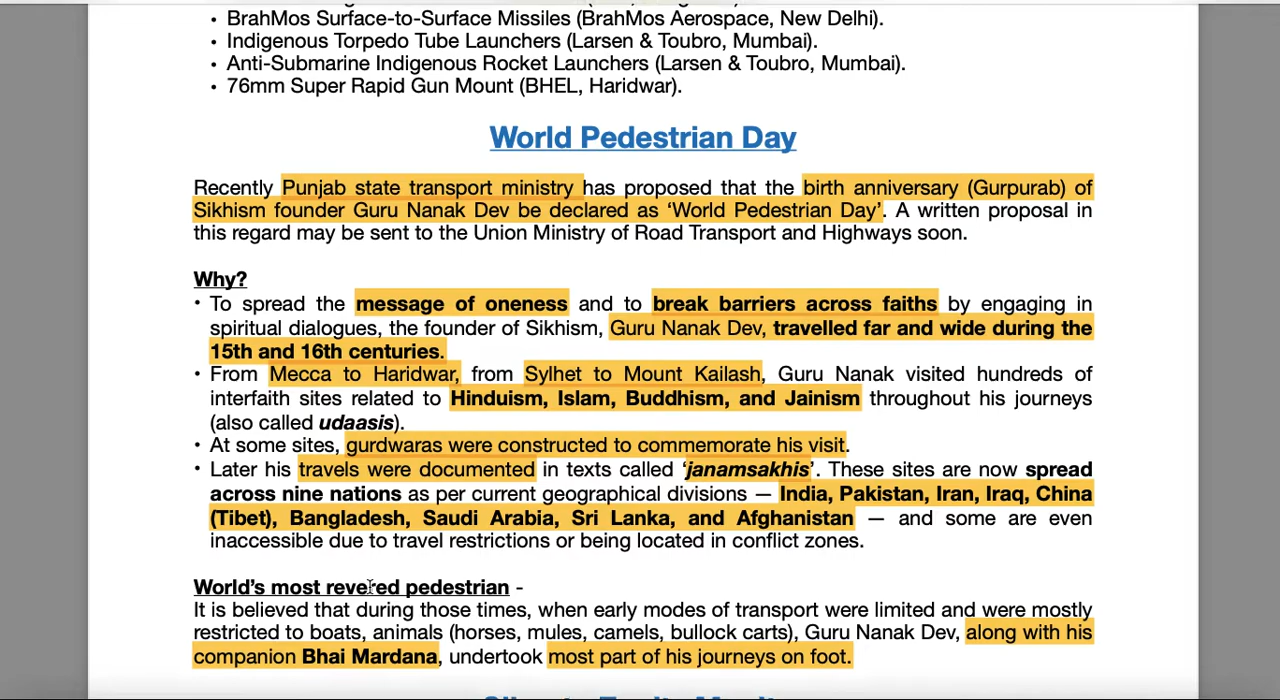 • BrahMos Surface-to-Surface Missiles (BrahMos Aerospace, New Delhi).
• Indigenous Torpedo Tube Launchers (Larsen & Toubro, Mumbai).
• Anti-Submarine Indigenous Rocket Launchers (Larsen & Toubro, Mumbai).
• 76mm Super Rapid Gun Mount (BHEL, Haridwar).
World Pedestrian Day
Recently Punjab state transport ministry has proposed that the birth anniversary (Gurpurab) of
Sikhism founder Guru Nanak Dev be declared as ‘World Pedestrian Day’. A written proposal in
this regard may be sent to the Union Ministry of Road Transport and Highways soon.
Why?
• To spread the message of oneness and to break barriers across faiths by engaging in
spiritual dialogues, the founder of Sikhism, Guru Nanak Dev, travelled far and wide during the
15th and 16th centuries.
• From Mecca to Haridwar, from Sylhet to Mount Kailash, Guru Nanak visited hundreds of
interfaith sites related to Hinduism, Islam, Buddhism, and Jainism throughout his journeys
(also called udaasis).
• At some sites, gurdwaras were constructed to commemorate his visit.
• Later his travels were documented in texts called ‘janamsakhis’. These sites are now spread
across nine nations as per current geographical divisions — India, Pakistan, Iran, Iraq, China
(Tibet), Bangladesh, Saudi Arabia, Sri Lanka, and Afghanistan — and some are even
inaccessible due to travel restrictions or being located in conflict zones.
World’s most revered pedestrian -
It is believed that during those times, when early modes of transport were limited and were mostly
restricted to boats, animals (horses, mules, camels, bullock carts), Guru Nanak Dev, along with his
companion Bhai Mardana, undertook most part of his journeys on foot.